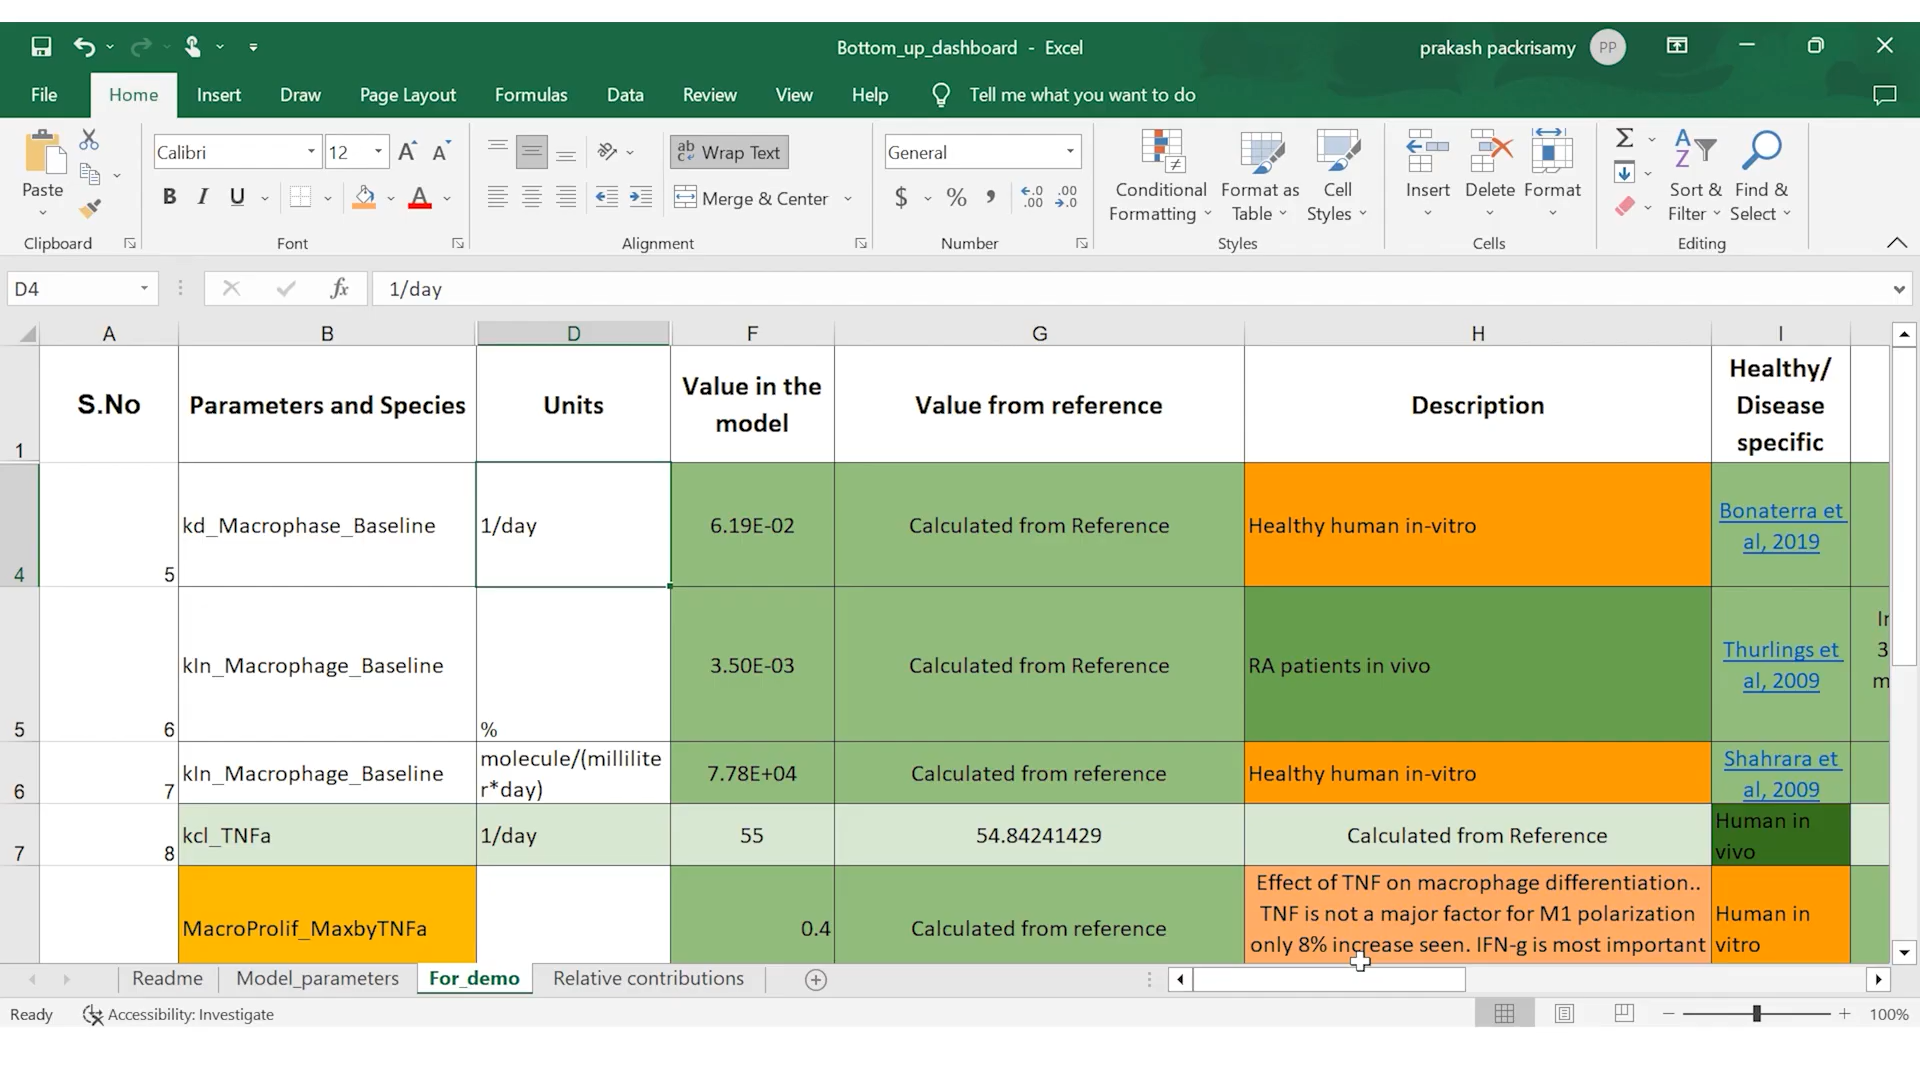 Bottom_up_dashboard - Excel
prakash packrisamy PP
File Home Insert Draw Page Layout Formulas Data Review View Help Tell me what you want to do
Paste
Clipboard
Calibri 12 A A
B I U A
Font
ab c Wrap Text
Merge & Center
Alignment
General
$ % , .0 .00 .00 .0
Number
Conditional Formatting
Format as Table
Cell Styles
Styles
Insert Delete Format
Cells
Sort & Filter
Find & Select
Editing
D4 fx 1/day
A B D F G H I
1 S.No Parameters and Species Units Value in the model Value from reference Description Healthy/ Disease specific
4 5 kd_Macrophase_Baseline 1/day 6.19E-02 Calculated from Reference Healthy human in-vitro Bonaterra et al, 2019
5 6 kIn_Macrophage_Baseline % 3.50E-03 Calculated from Reference RA patients in vivo Thurlings et al, 2009
6 7 kIn_Macrophage_Baseline molecule/(milliliter*day) 7.78E+04 Calculated from reference Healthy human in-vitro Shahrara et al, 2009
7 8 kcl_TNFa 1/day 55 54.84241429 Calculated from Reference Human in vivo
MacroProlif_MaxbyTNFa 0.4 Calculated from reference Effect of TNF on macrophage differentiation..
TNF is not a major factor for M1 polarization
only 8% increase seen. IFN-g is most important
Human in vitro
Readme Model_parameters For_demo Relative contributions
Ready Accessibility: Investigate 100%